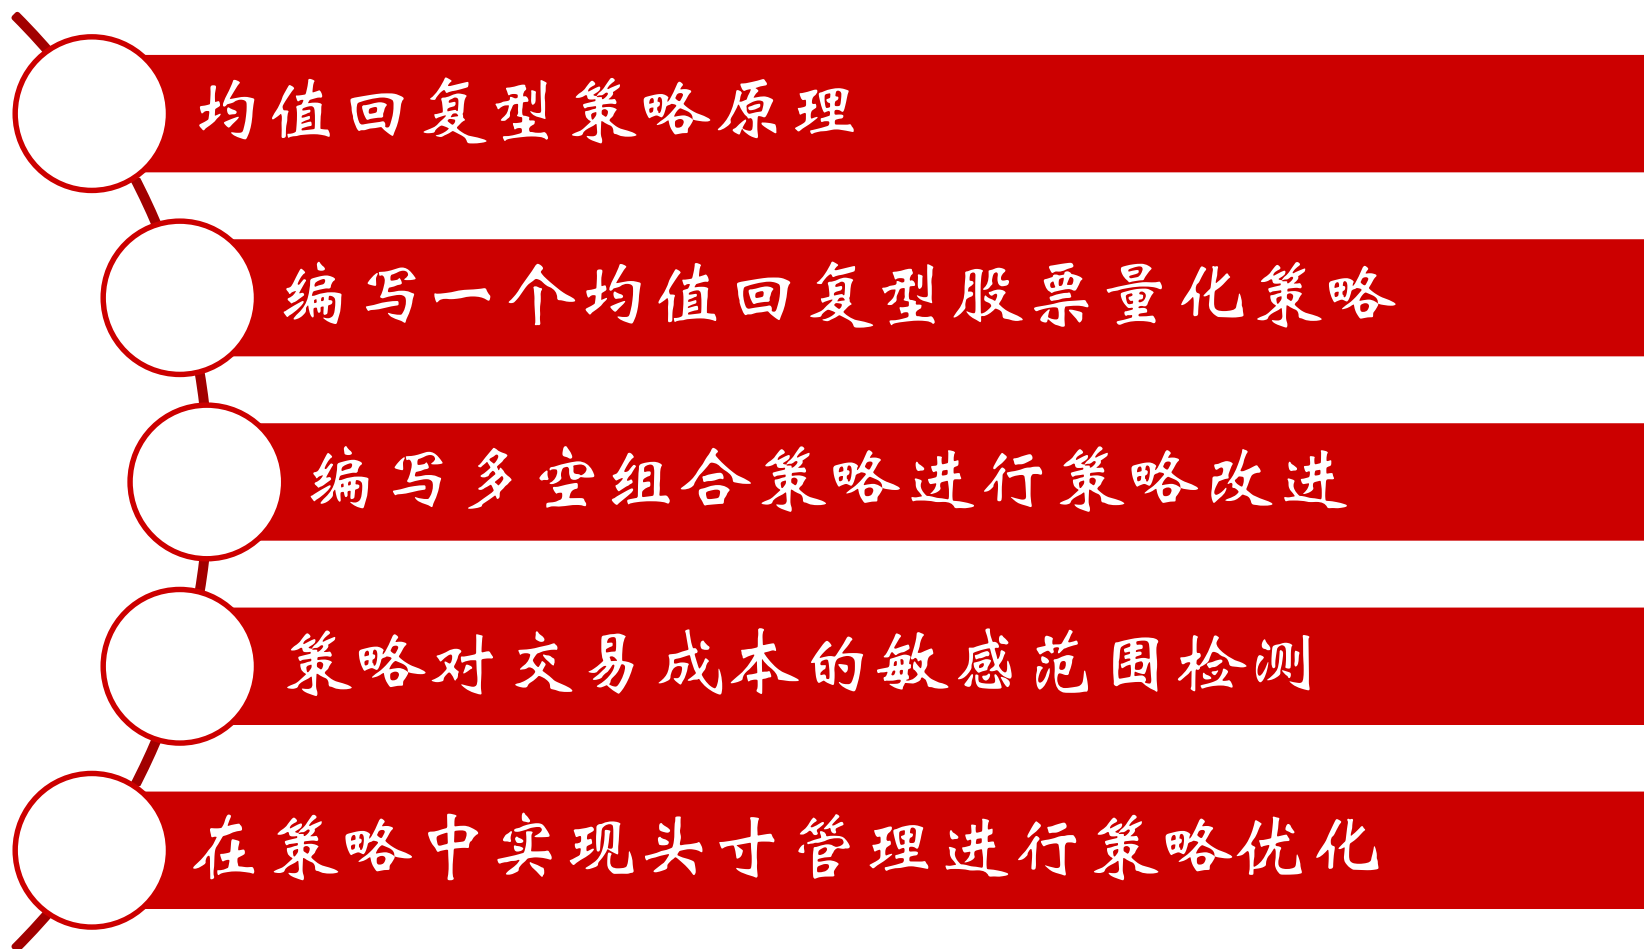 均值回复型策略原理
编写一个均值回复型股票量化策略
编写多空组合策略进行策略改进
策略对交易成本的敏感范围检测
在策略中实现头寸管理进行策略优化